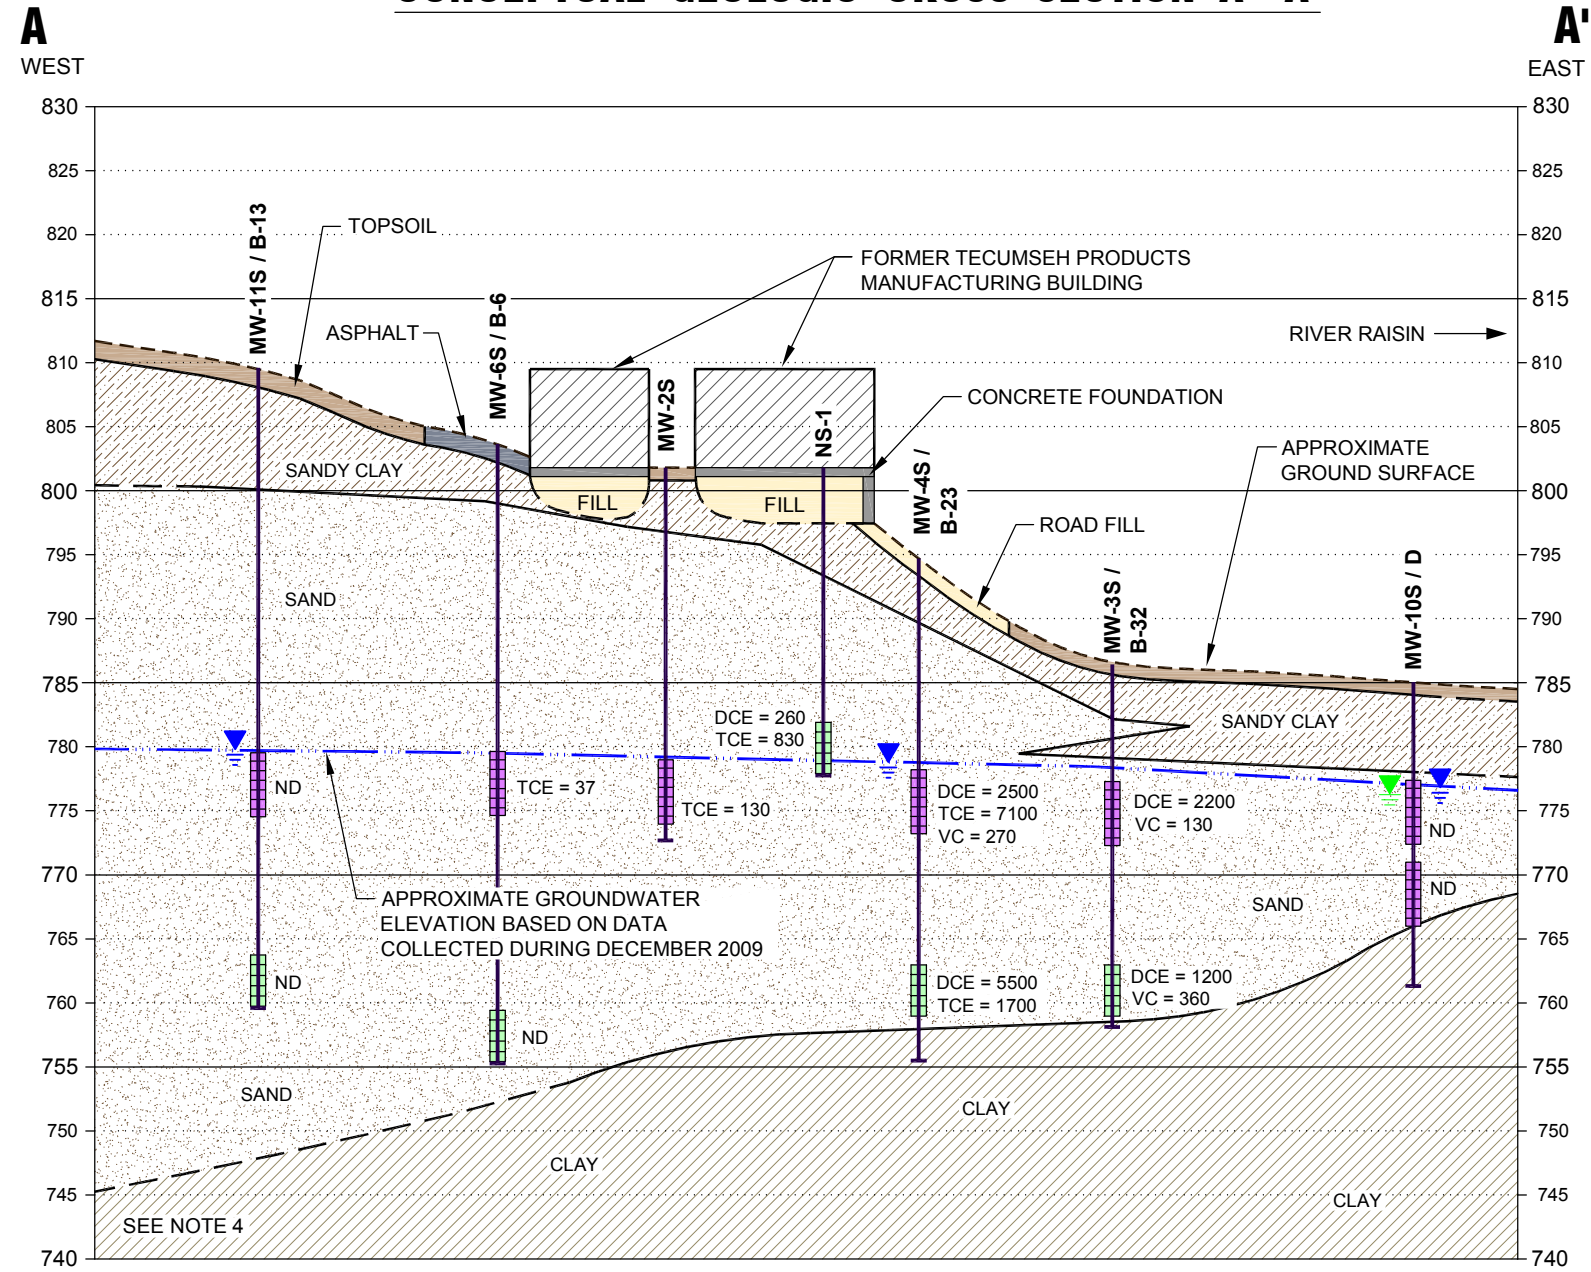 A
A'
WEST
EAST
830
830
825
825
820
820
815
815
810
810
805
805
800
800
795
795
790
790
785
785
780
780
775
775
770
770
765
765
760
760
755
755
750
750
745
745
740
740
MW-11S / B-13
TOPSOIL
ASPHALT
MW-6S / B-6
FORMER TECUMSEH PRODUCTS
MANUFACTURING BUILDING
RIVER RAISIN
MW-2S
NS-1
CONCRETE FOUNDATION
MW-4S /
B-23
APPROXIMATE
GROUND SURFACE
SANDY CLAY
FILL
FILL
ROAD FILL
MW-3S /
B-32
MW-10S / D
SAND
DCE = 260
TCE = 830
SANDY CLAY
ND
TCE = 37
TCE = 130
DCE = 2500
TCE = 7100
VC = 270
DCE = 2200
VC = 130
ND
ND
APPROXIMATE GROUNDWATER
ELEVATION BASED ON DATA
COLLECTED DURING DECEMBER 2009
SAND
ND
ND
DCE = 5500
TCE = 1700
DCE = 1200
VC = 360
SAND
CLAY
CLAY
CLAY
SEE NOTE 4